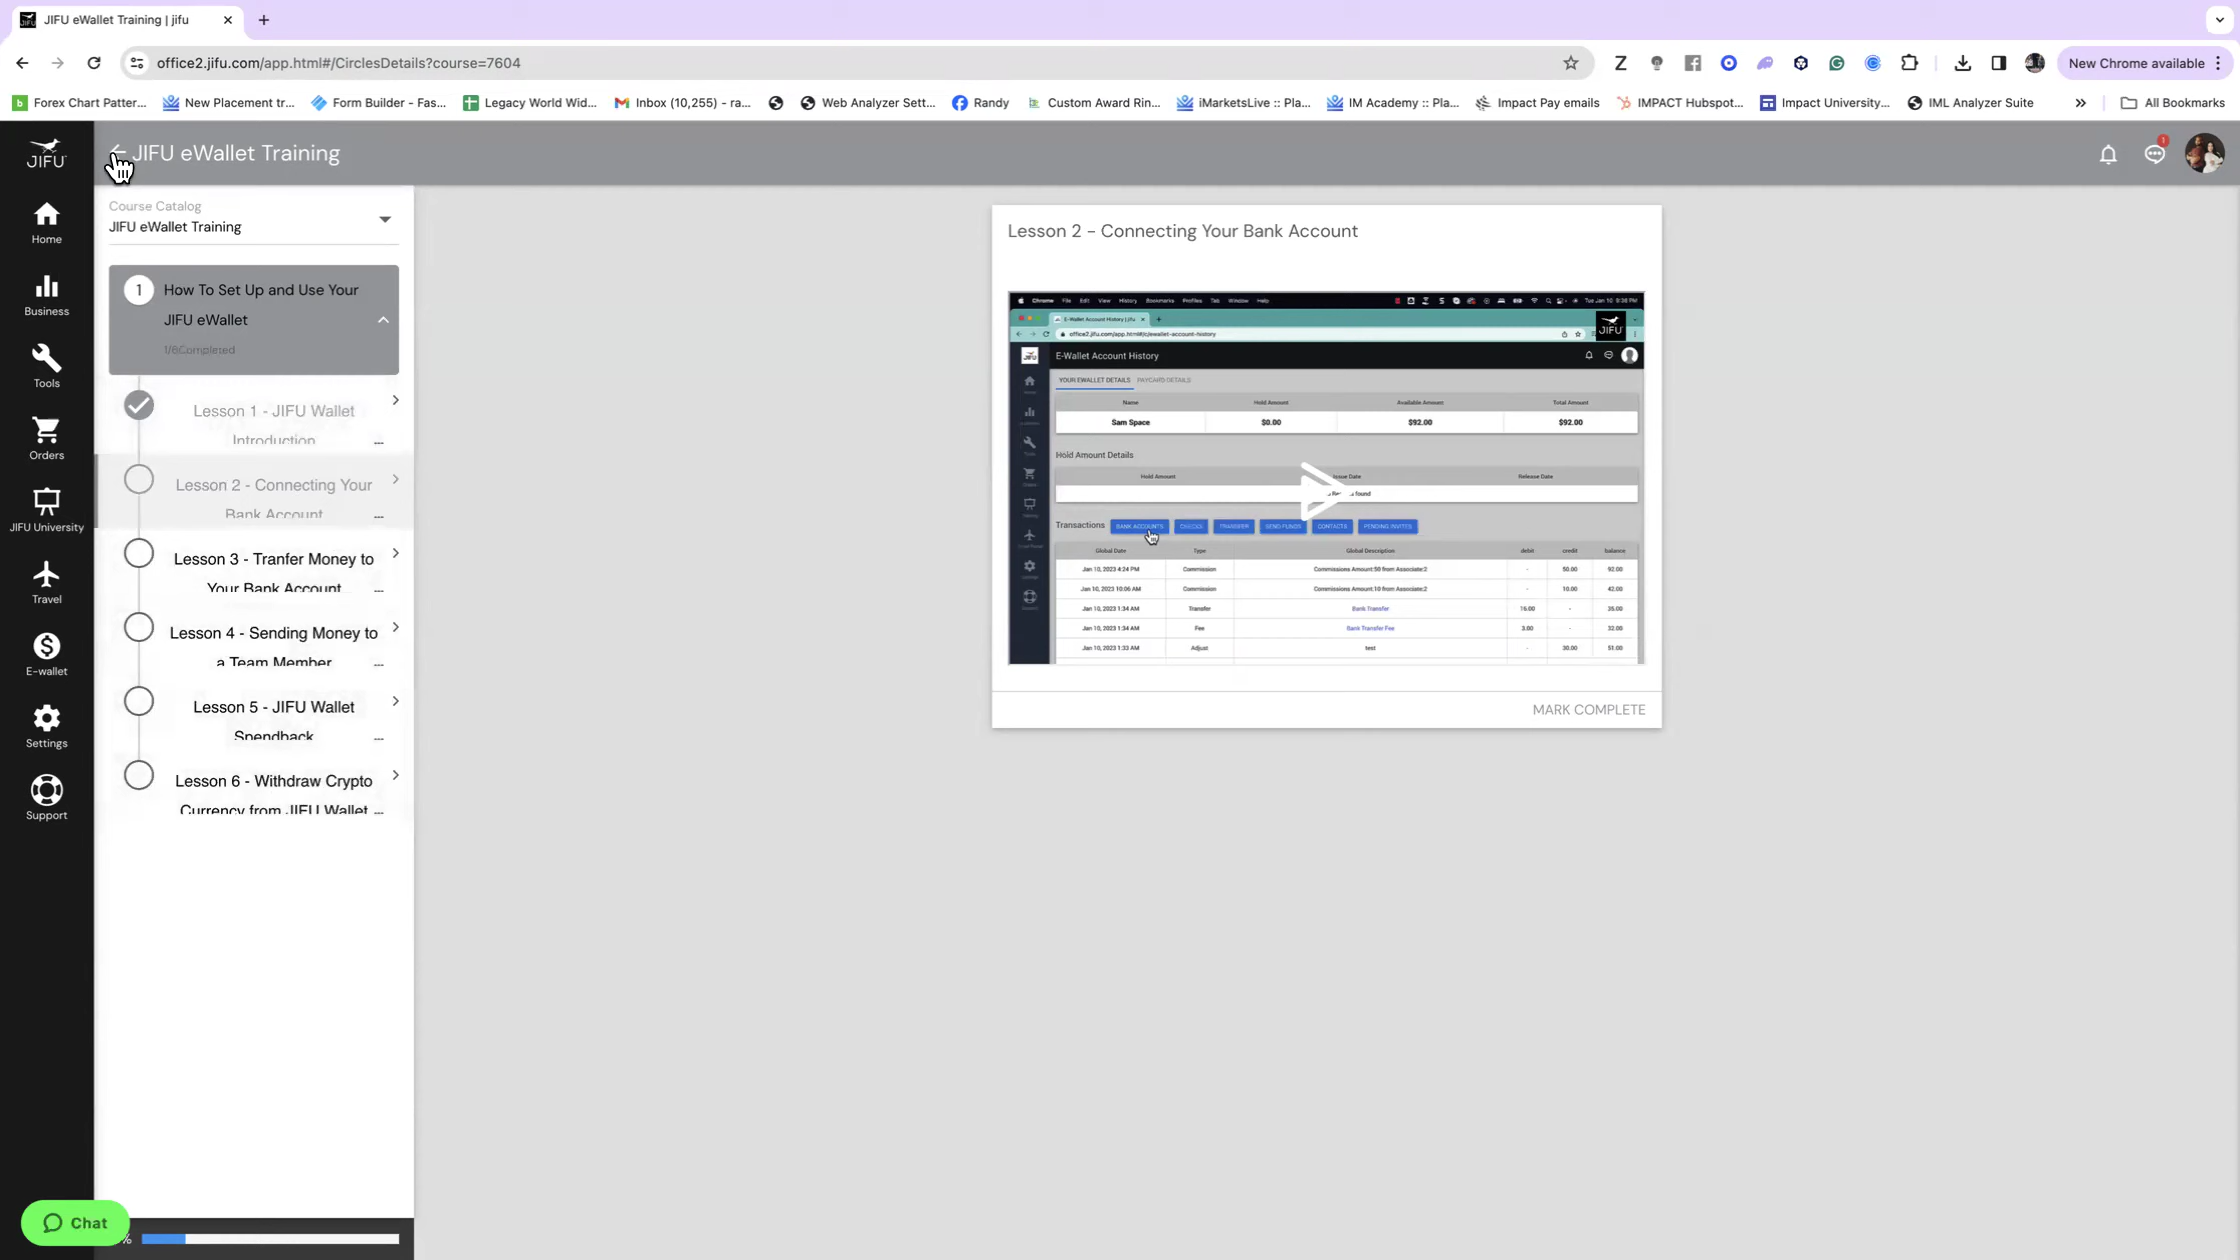 JIFU eWallet Training | jifu
office2.jifu.com/app.html#/CirclesDetails?course=7604
New Chrome available
Forex Chart Patter...
New Placement tr...
Form Builder - Fas...
Legacy World Wid...
Inbox (10,255) - ra...
Web Analyzer Sett...
Randy
Custom Award Rin...
iMarketsLive :: Pla...
IM Academy :: Pla...
Impact Pay emails
IMPACT Hubspot...
Impact University...
IML Analyzer Suite
All Bookmarks
JIFU
JIFU eWallet Training
1
Home
Business
Tools
Orders
JIFU University
Travel
E-wallet
Settings
Support
Course Catalog
JIFU eWallet Training
1
How To Set Up and Use Your
JIFU eWallet
1/6Completed
Lesson 1 - JIFU Wallet
Introduction
...
Lesson 2 - Connecting Your
Bank Account
...
Lesson 3 - Tranfer Money to
Your Bank Account
...
Lesson 4 - Sending Money to
a Team Member
...
Lesson 5 - JIFU Wallet
Spendback
...
Lesson 6 - Withdraw Crypto
Currency from JIFU Wallet
...
Chat
%
Lesson 2 - Connecting Your Bank Account
Chrome File Edit View History Bookmarks Profiles Tab Window Help
Tue Jan 10 9:38 PM
E-Wallet Account History | jifu
office2.jifu.com/app.html#/c/ewallet-account-history
JIFU
E-Wallet Account History
YOUR EWALLET DETAILS PAYCARD DETAILS
Name Hold Amount Available Amount Total Amount
Sam Space $0.00 $92.00 $92.00
Hold Amount Details
Hold Amount Issue Date Release Date
found
Transactions BANK ACCOUNTS TRANSFER SEND FUNDS CONTACTS PENDING INVITES
Global Date Type Global Description debit credit balance
Jan 10, 2023 4:24 PM Commission Commissions Amount:50 from Associate:2 - 50.00 92.00
Jan 10, 2023 10:06 AM Commission Commissions Amount:10 from Associate:2 - 10.00 42.00
Jan 10, 2023 1:34 AM Transfer Bank Transfer 16.00 - 35.00
Jan 10, 2023 1:34 AM Fee Bank Transfer Fee 3.00 - 32.00
Jan 10, 2023 1:33 AM Adjust test - 30.00 51.00
MARK COMPLETE